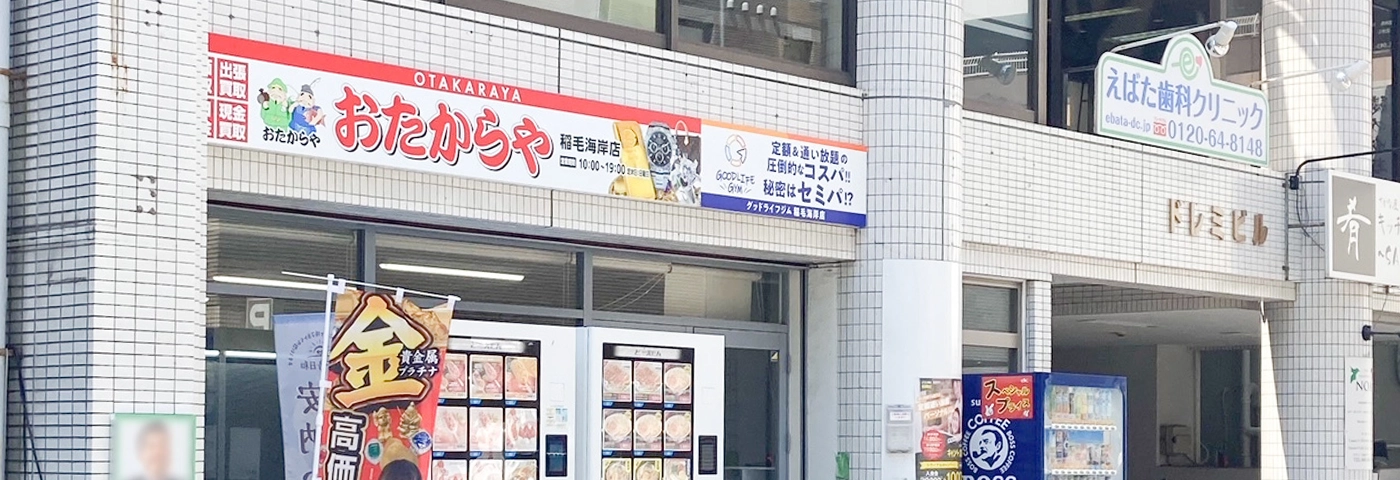 出張
買取
現金
買取
おたからや
OTAKARAYA
おたからや
稲毛海岸店
10:00~19:00
GOOD LIFE
GYM
定額&通い放題の
圧倒的なコスパ!!
秘密はセミパ!?
グッドライフジム 稲毛海岸店
えばた歯科クリニック
ebata-dc.jp 0120-64-8148
ドレミビル
肴
P
金
貴金属
プラチナ
高価
安
納
スペシャル
プライス
COFFEE
BOSS
NO